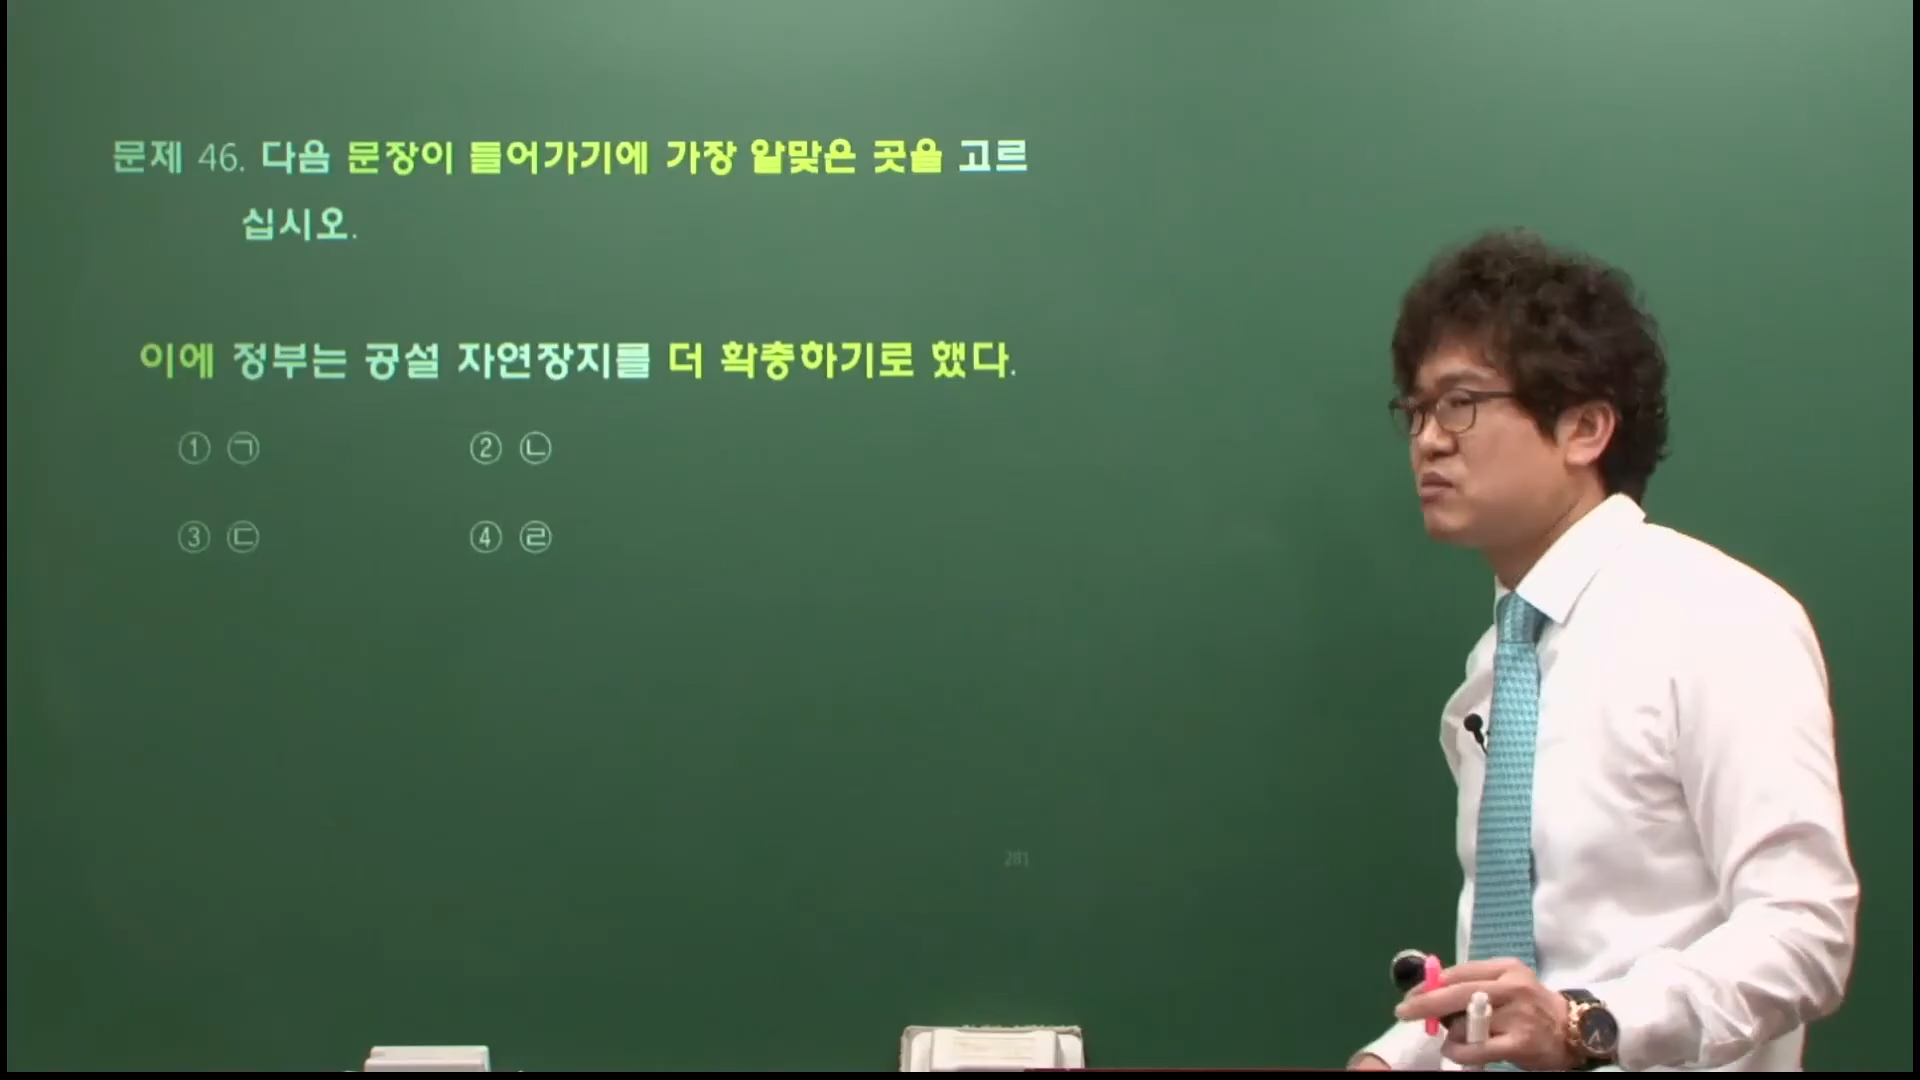 문제 46. 다음 문장이 들어가기에 가장 알맞은 곳을 고르
십시오.
이에 정부는 공설 자연장지를 더 확충하기로 했다.
① ㉠ ② ㉡
③ ㉢ ④ ㉣
281